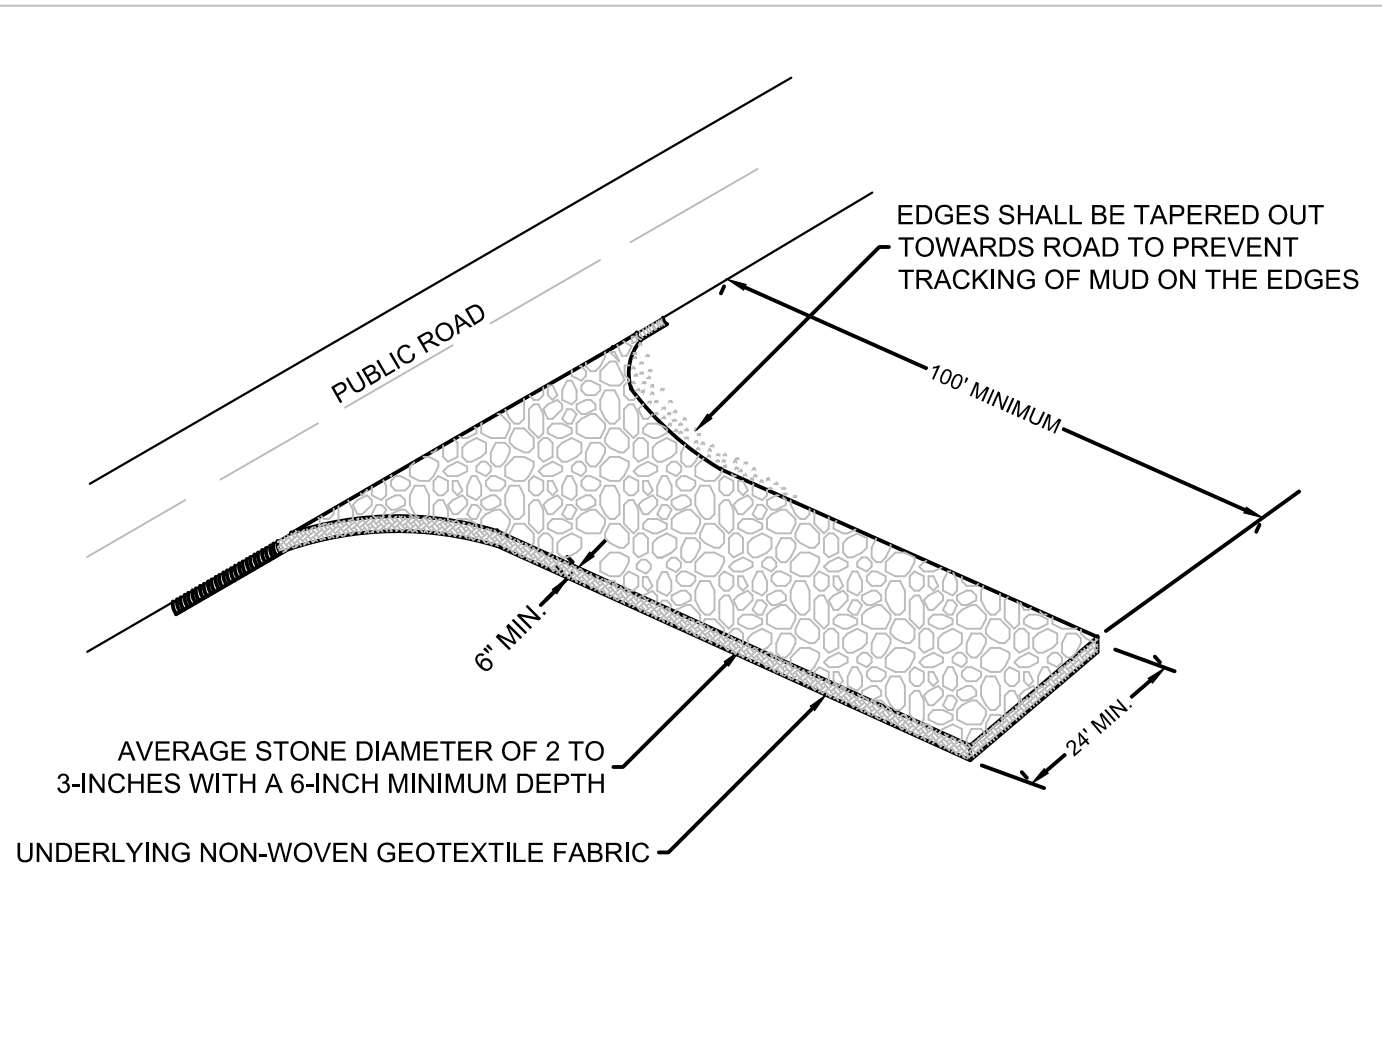 EDGES SHALL BE TAPERED OUT
TOWARDS ROAD TO PREVENT
TRACKING OF MUD ON THE EDGES
PUBLIC ROAD
100' MINIMUM
6" MIN.
24' MIN.
AVERAGE STONE DIAMETER OF 2 TO
3-INCHES WITH A 6-INCH MINIMUM DEPTH
UNDERLYING NON-WOVEN GEOTEXTILE FABRIC